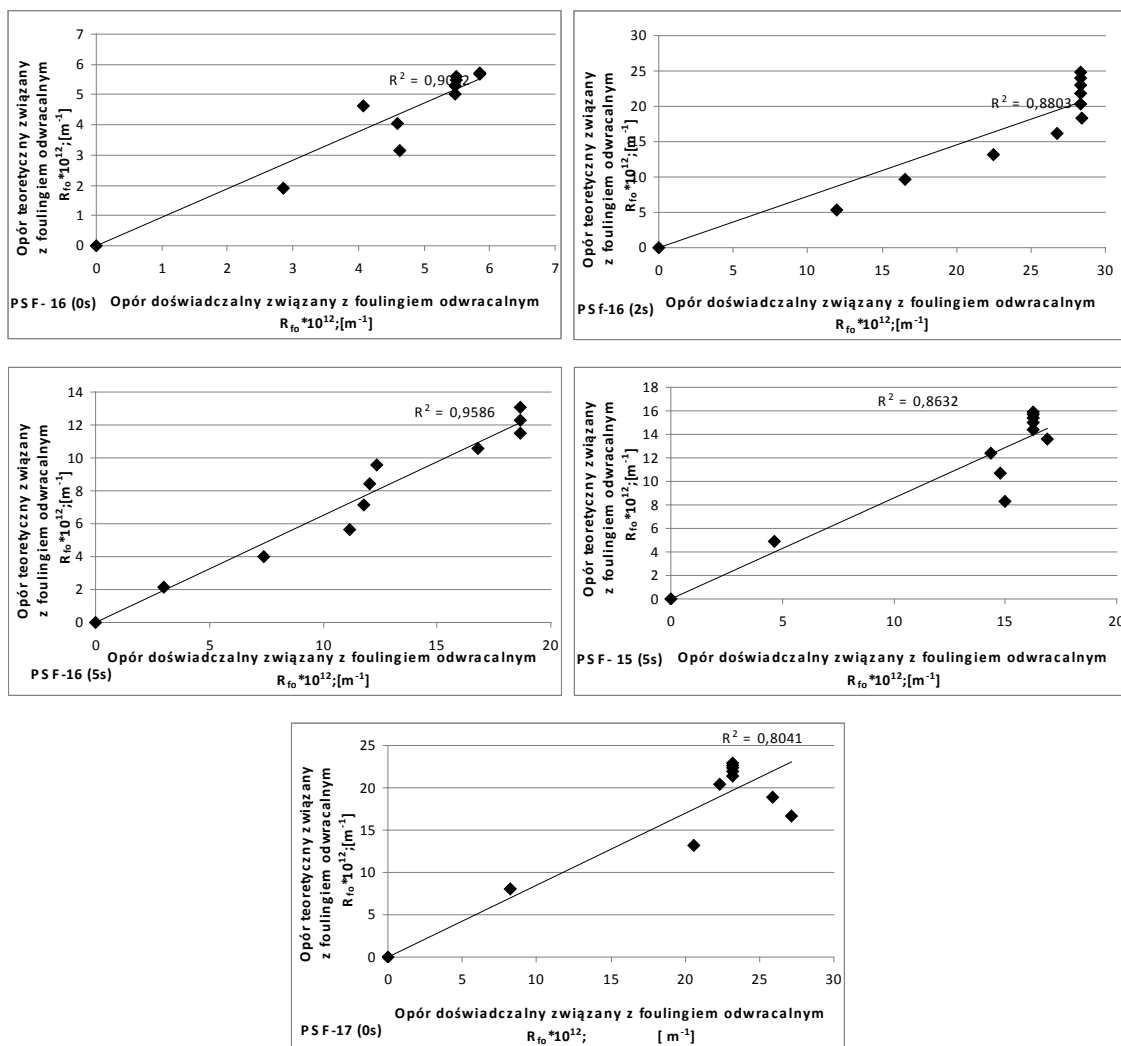 Opór teoretyczny związany
z foulingiem odwracalnym
R_fo*10^12;[m^-1]
7
6
5
4
3
2
1
0
0 1 2 3 4 5 6 7
PSF- 16 (0s) Opór doświadczalny związany z foulingiem odwracalnym
R_fo*10^12;[m^-1]
Opór teoretyczny związany
z foulingiem odwracalnym
R_fo*10^12;[m^-1]
30
25
20
15
10
5
0
R² = 0,8803
0 5 10 15 20 25 30
PSf-16 (2s) Opór doświadczalny związany z foulingiem odwracalnym
R_fo*10^12;[m^-1]
Opór teoretyczny związany
z foulingiem odwracalnym
R_fo*10^12;[m^-1]
14
12
10
8
6
4
2
0
R² = 0,9586
0 5 10 15 20
PSF-16 (5s) Opór doświadczalny związany z foulingiem odwracalnym
R_fo*10^12;[m^-1]
Opór teoretyczny związany
z foulingiem odwracalnym
R_fo*10^12;[m^-1]
18
16
14
12
10
8
6
4
2
0
R² = 0,8632
0 5 10 15 20
PSF- 15 (5s) Opór doświadczalny związany z foulingiem odwracalnym
R_fo*10^12;[m^-1]
Opór teoretyczny związany
z foulingiem odwracalnym
R_fo*10^12;[m^-1]
25
20
15
10
5
0
R² = 0,8041
0 5 10 15 20 25 30
PSF-17 (0s) Opór doświadczalny związany z foulingiem odwracalnym
R_fo*10^12; [ m^-1]